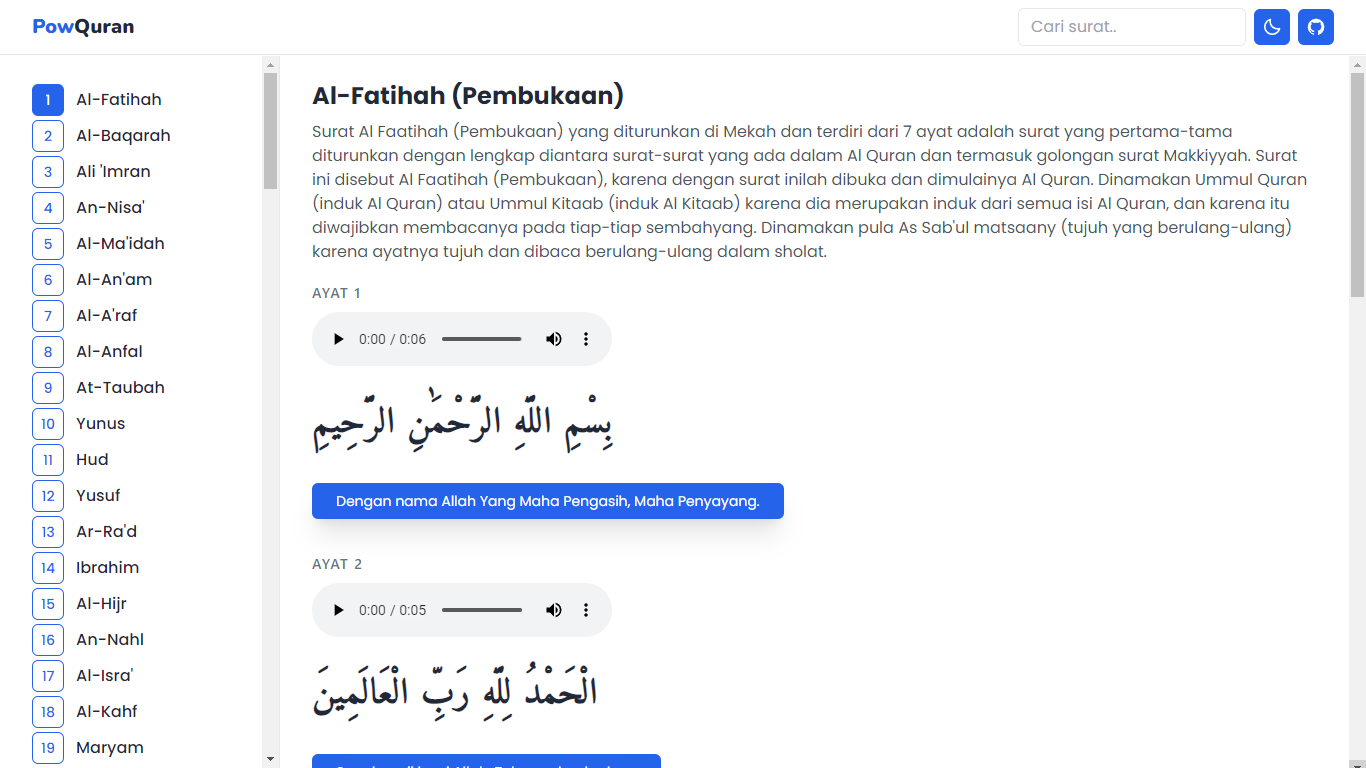 PowQuran
Cari surat..
1 Al-Fatihah
2 Al-Baqarah
3 Ali 'Imran
4 An-Nisa'
5 Al-Ma'idah
6 Al-An'am
7 Al-A'raf
8 Al-Anfal
9 At-Taubah
10 Yunus
11 Hud
12 Yusuf
13 Ar-Ra'd
14 Ibrahim
15 Al-Hijr
16 An-Nahl
17 Al-Isra'
18 Al-Kahf
19 Maryam
Al-Fatihah (Pembukaan)
Surat Al Faatihah (Pembukaan) yang diturunkan di Mekah dan terdiri dari 7 ayat adalah surat yang pertama-tama
diturunkan dengan lengkap diantara surat-surat yang ada dalam Al Quran dan termasuk golongan surat Makkiyyah. Surat
ini disebut Al Faatihah (Pembukaan), karena dengan surat inilah dibuka dan dimulainya Al Quran. Dinamakan Ummul Quran
(induk Al Quran) atau Ummul Kitaab (induk Al Kitaab) karena dia merupakan induk dari semua isi Al Quran, dan karena itu
diwajibkan membacanya pada tiap-tiap sembahyang. Dinamakan pula As Sab'ul matsaany (tujuh yang berulang-ulang)
karena ayatnya tujuh dan dibaca berulang-ulang dalam sholat.
AYAT 1
0:00 / 0:06
بِسْمِ اللَّهِ الرَّحْمَٰنِ الرَّحِيمِ
Dengan nama Allah Yang Maha Pengasih, Maha Penyayang.
AYAT 2
0:00 / 0:05
الْحَمْدُ لِلَّهِ رَبِّ الْعَالَمِينَ